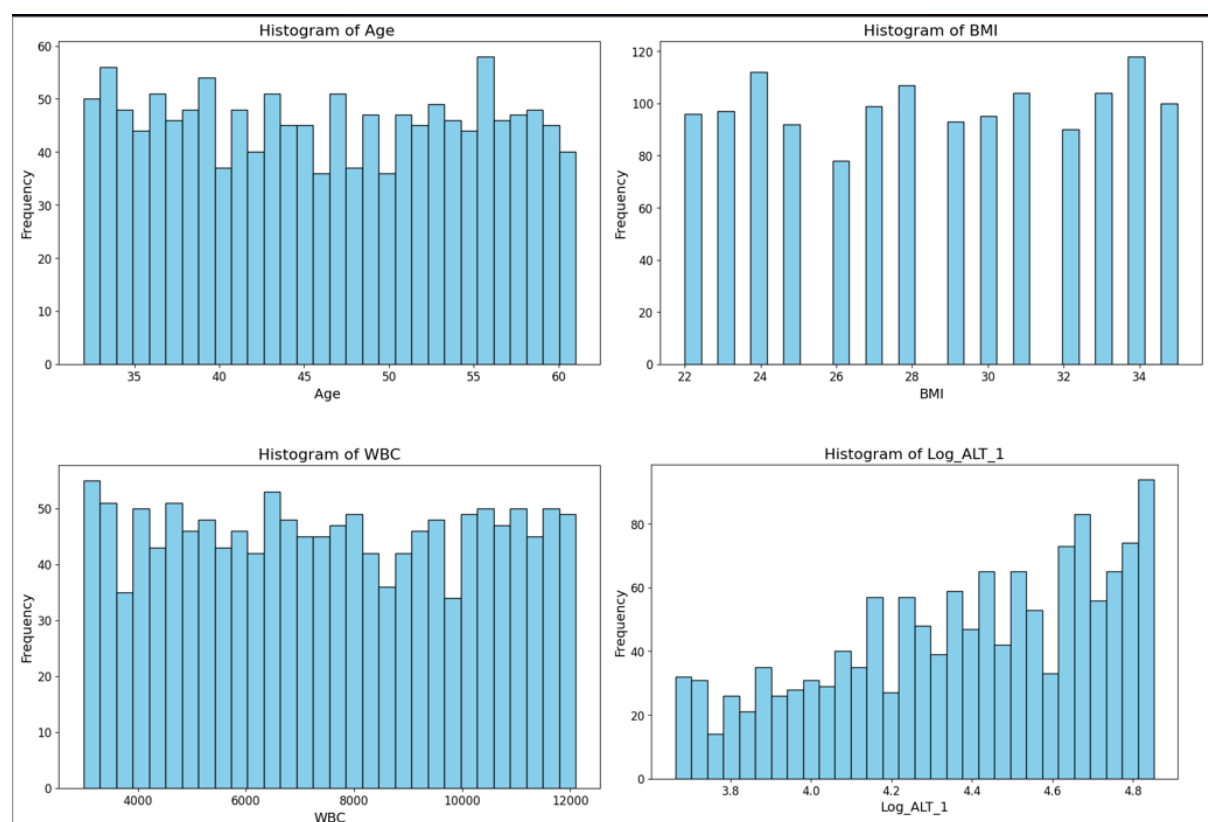 Histogram of Age
Frequency
60
50
40
30
20
10
0
35 40 45 50 55 60
Age
Histogram of BMI
Frequency
120
100
80
60
40
20
0
22 24 26 28 30 32 34
BMI
Histogram of WBC
Frequency
50
40
30
20
10
0
4000 6000 8000 10000 12000
WBC
Histogram of Log_ALT_1
Frequency
80
60
40
20
0
3.8 4.0 4.2 4.4 4.6 4.8
Log_ALT_1